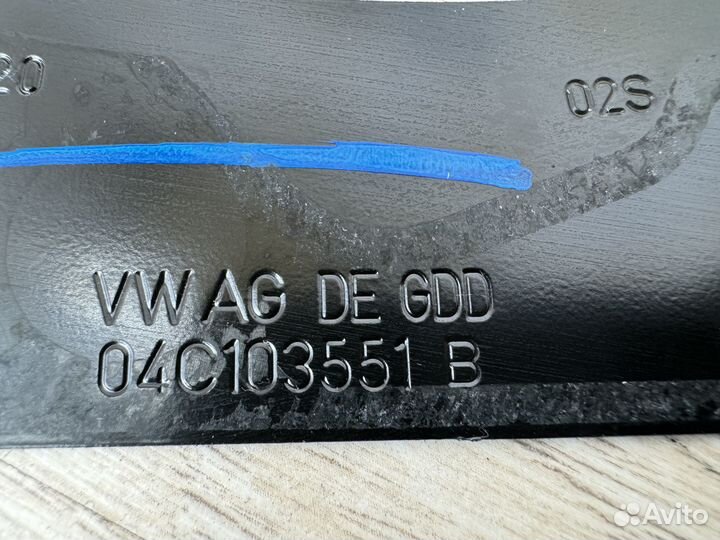 20
02S
VW AG DE GDD
04C103551 B
Avito